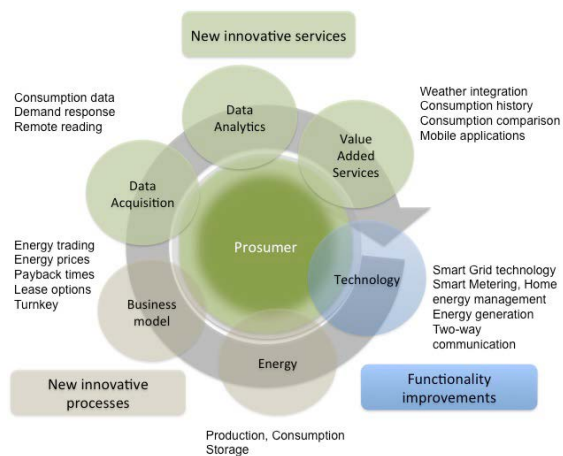 New innovative services
Consumption data
Demand response
Remote reading
Data
Analytics
Weather integration
Consumption history
Consumption comparison
Mobile applications
Value
Added
Services
Data
Acquisition
Prosumer
Energy trading
Energy prices
Payback times
Lease options
Turnkey
Business
model
Technology
Smart Grid technology
Smart Metering, Home
energy management
Energy generation
Two-way
communication
Energy
New innovative
processes
Functionality
improvements
Production, Consumption
Storage